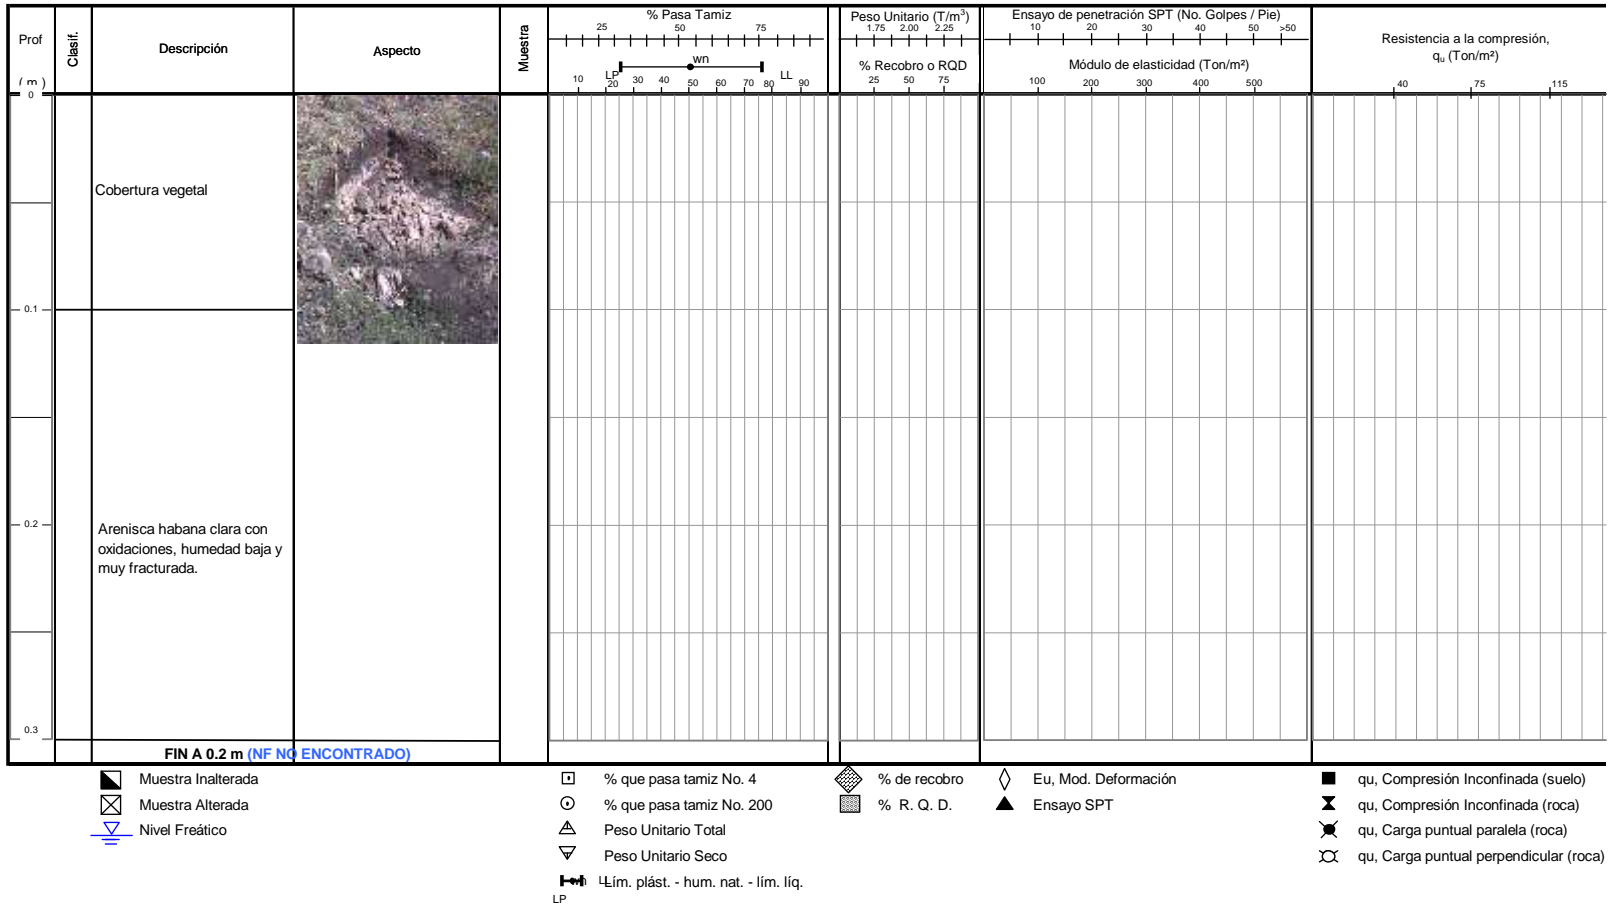 Prof
( m )
Clasif.
Descripción
Aspecto
Muestra
% Pasa Tamiz
25 50 75
wn
LP LL
10 20 30 40 50 60 70 80 90
Peso Unitario (T/m³)
1.75 2.00 2.25
% Recobro o RQD
25 50 75
Ensayo de penetración SPT (No. Golpes / Pie)
10 20 30 40 50 >50
Módulo de elasticidad (Ton/m²)
100 200 300 400 500
Resistencia a la compresión,
qᵤ (Ton/m²)
40 75 115
0
Cobertura vegetal
0.1
0.2
Arenisca habana clara con
oxidaciones, humedad baja y
muy fracturada.
0.3
FIN A 0.2 m (NF NO ENCONTRADO)
Muestra Inalterada
Muestra Alterada
Nivel Freático
% que pasa tamiz No. 4
% que pasa tamiz No. 200
Peso Unitario Total
Peso Unitario Seco
wn LL Lím. plást. - hum. nat. - lím. líq.
LP
% de recobro
% R. Q. D.
Eu, Mod. Deformación
Ensayo SPT
qu, Compresión Inconfinada (suelo)
qu, Compresión Inconfinada (roca)
qu, Carga puntual paralela (roca)
qu, Carga puntual perpendicular (roca)